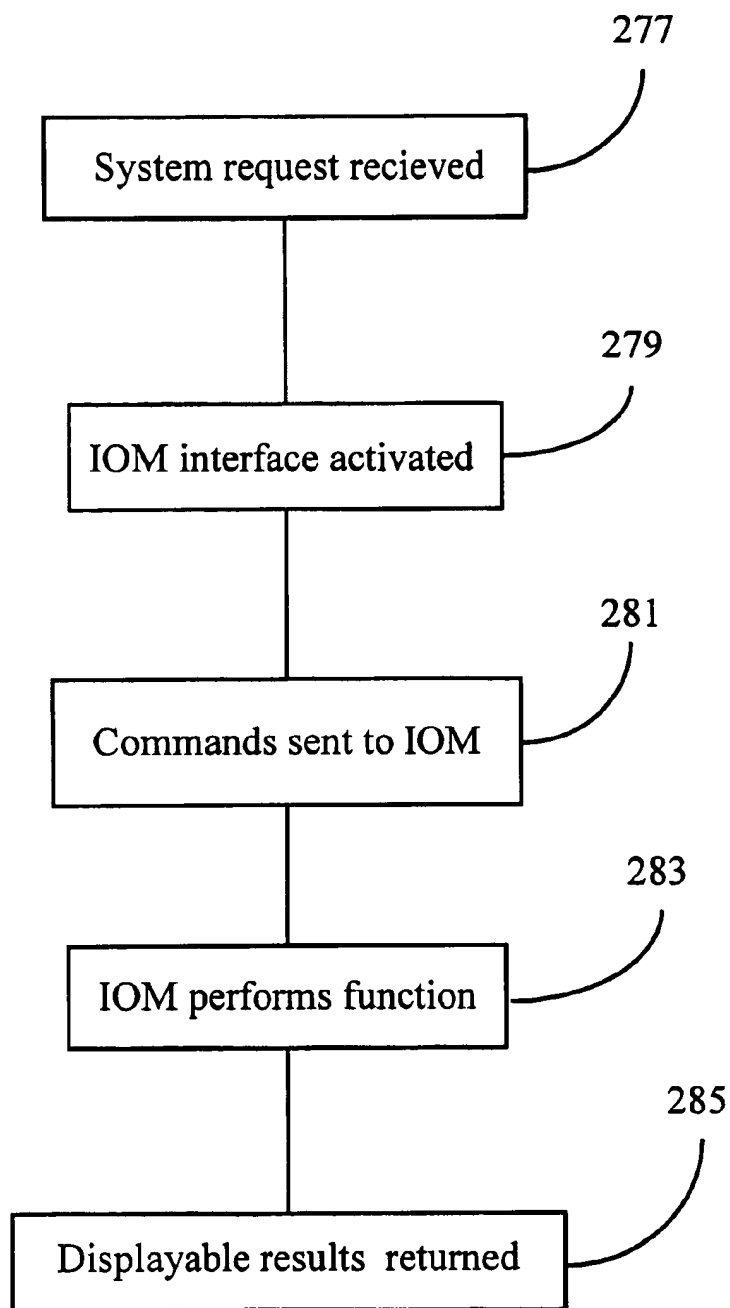 277
System request recieved
279
IOM interface activated
281
Commands sent to IOM
283
IOM performs function
285
Displayable results returned